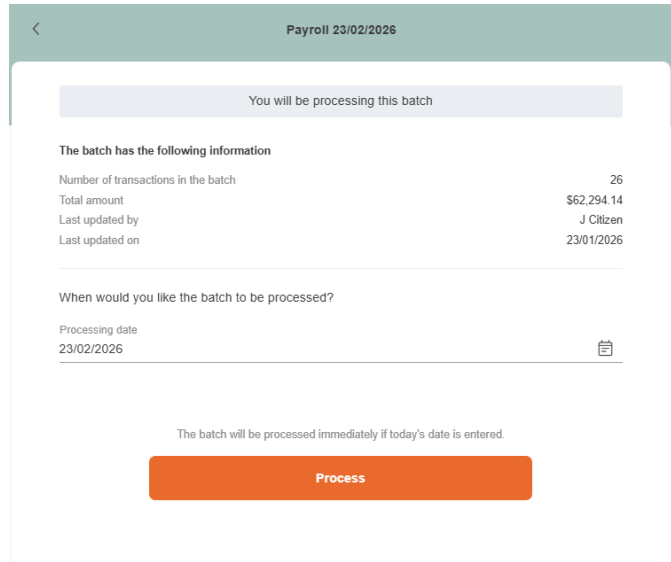 Payroll 23/02/2026
You will be processing this batch
The batch has the following information
Number of transactions in the batch 26
Total amount $62,294.14
Last updated by J Citizen
Last updated on 23/01/2026
When would you like the batch to be processed?
Processing date
23/02/2026
The batch will be processed immediately if today's date is entered.
Process